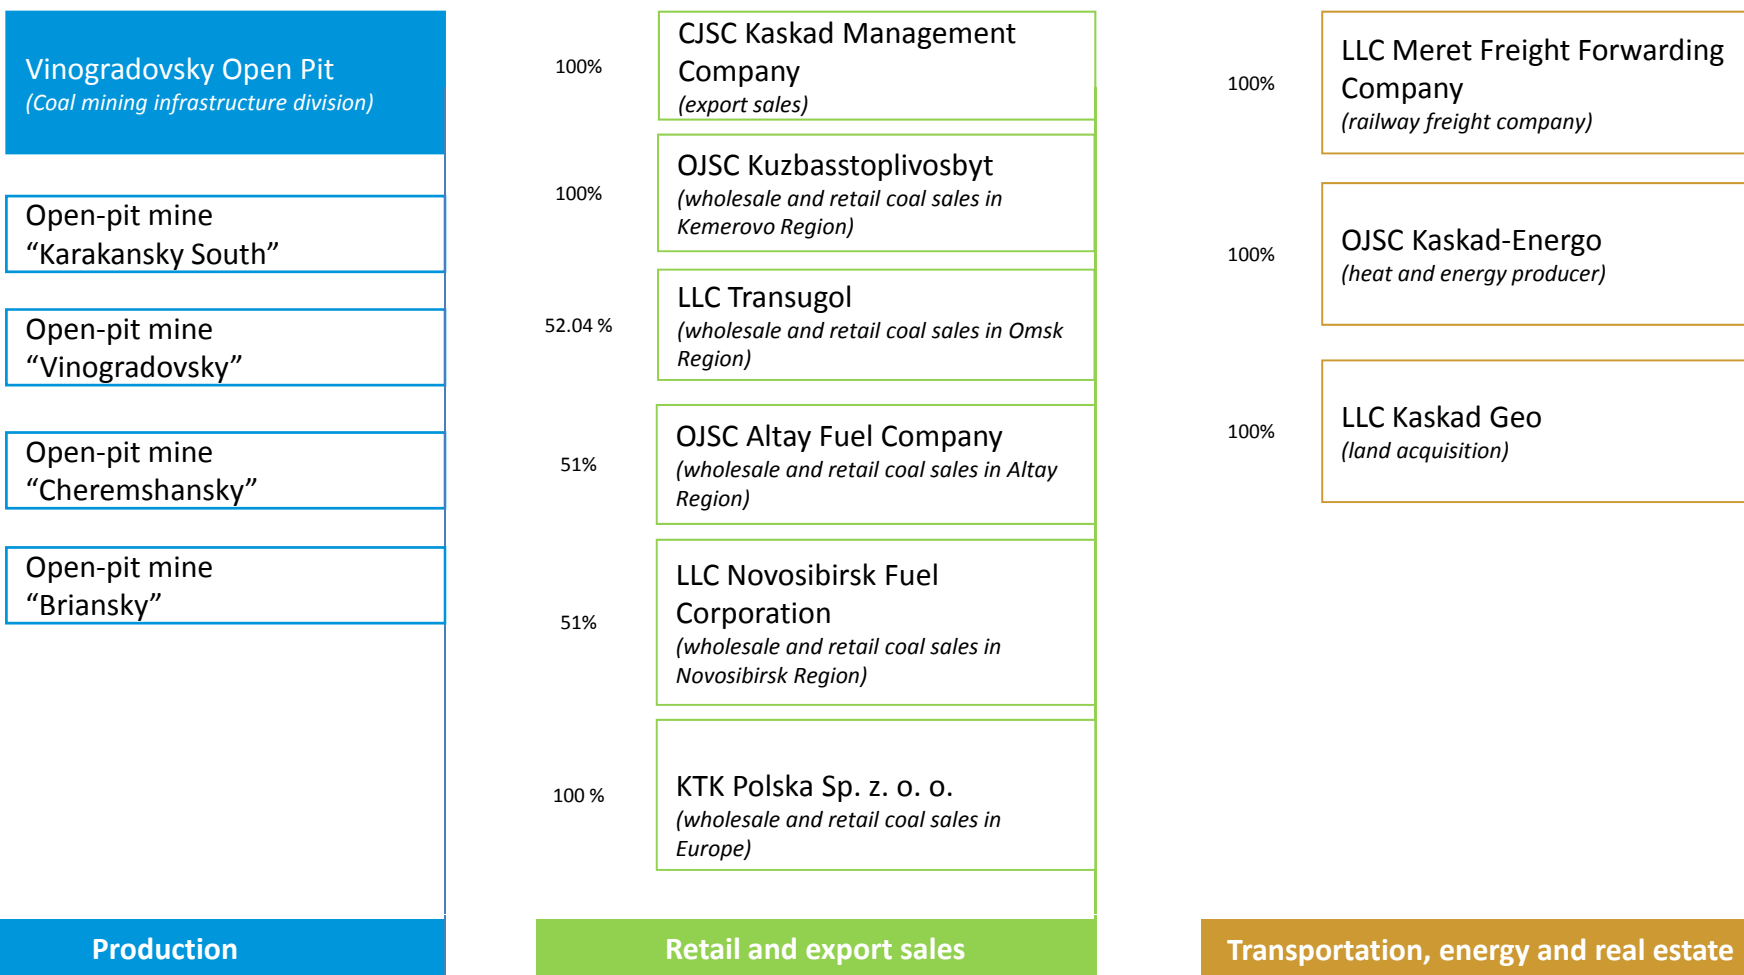 Vinogradovsky Open Pit
(Coal mining infrastructure division)
Open-pit mine
“Karakansky South”
Open-pit mine
“Vinogradovsky”
Open-pit mine
“Cheremshansky”
Open-pit mine
“Briansky”
Production
100%
CJSC Kaskad Management
Company
(export sales)
100%
OJSC Kuzbasstoplivosbyt
(wholesale and retail coal sales in
Kemerovo Region)
52.04 %
LLC Transugol
(wholesale and retail coal sales in Omsk
Region)
51%
OJSC Altay Fuel Company
(wholesale and retail coal sales in Altay
Region)
51%
LLC Novosibirsk Fuel
Corporation
(wholesale and retail coal sales in
Novosibirsk Region)
100 %
KTK Polska Sp. z. o. o.
(wholesale and retail coal sales in
Europe)
Retail and export sales
100%
LLC Meret Freight Forwarding
Company
(railway freight company)
100%
OJSC Kaskad-Energo
(heat and energy producer)
100%
LLC Kaskad Geo
(land acquisition)
Transportation, energy and real estate